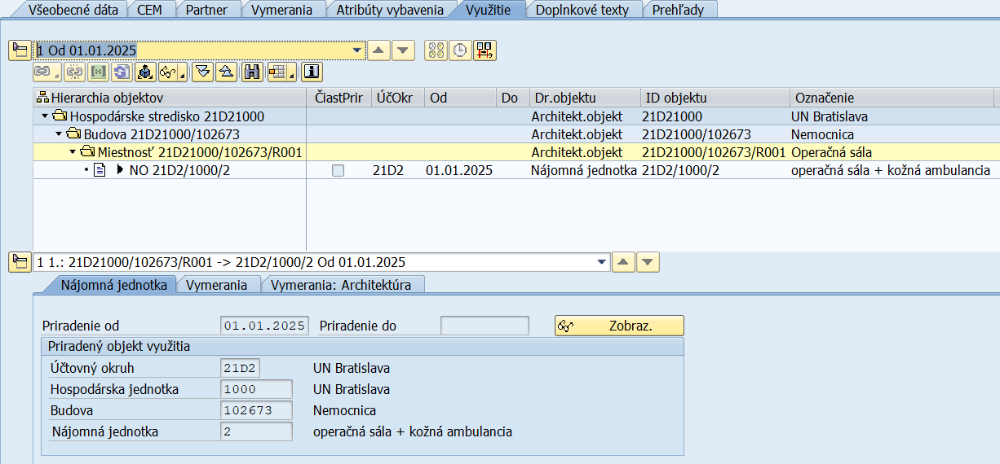 Všeobecné dáta CEM Partner Vymerania Atribúty vybavenia Využitie Doplnkové texty Prehľady
1 Od 01.01.2025
Hierarchia objektov ČiastPrir ÚčOkr Od Do Dr.objektu ID objektu Označenie
Hospodárske stredisko 21D21000 Architekt.objekt 21D21000 UN Bratislava
Budova 21D21000/102673 Architekt.objekt 21D21000/102673 Nemocnica
Miestnosť 21D21000/102673/R001 Architekt.objekt 21D21000/102673/R001 Operačná sála
NO 21D2/1000/2 21D2 01.01.2025 Nájomná jednotka 21D2/1000/2 operačná sála + kožná ambulancia
1 1.: 21D21000/102673/R001 -> 21D2/1000/2 Od 01.01.2025
Nájomná jednotka Vymerania Vymerania: Architektúra
Priradenie od 01.01.2025 Priradenie do Zobraz.
Priradený objekt využitia
Účtovný okruh 21D2 UN Bratislava
Hospodárska jednotka 1000 UN Bratislava
Budova 102673 Nemocnica
Nájomná jednotka 2 operačná sála + kožná ambulancia